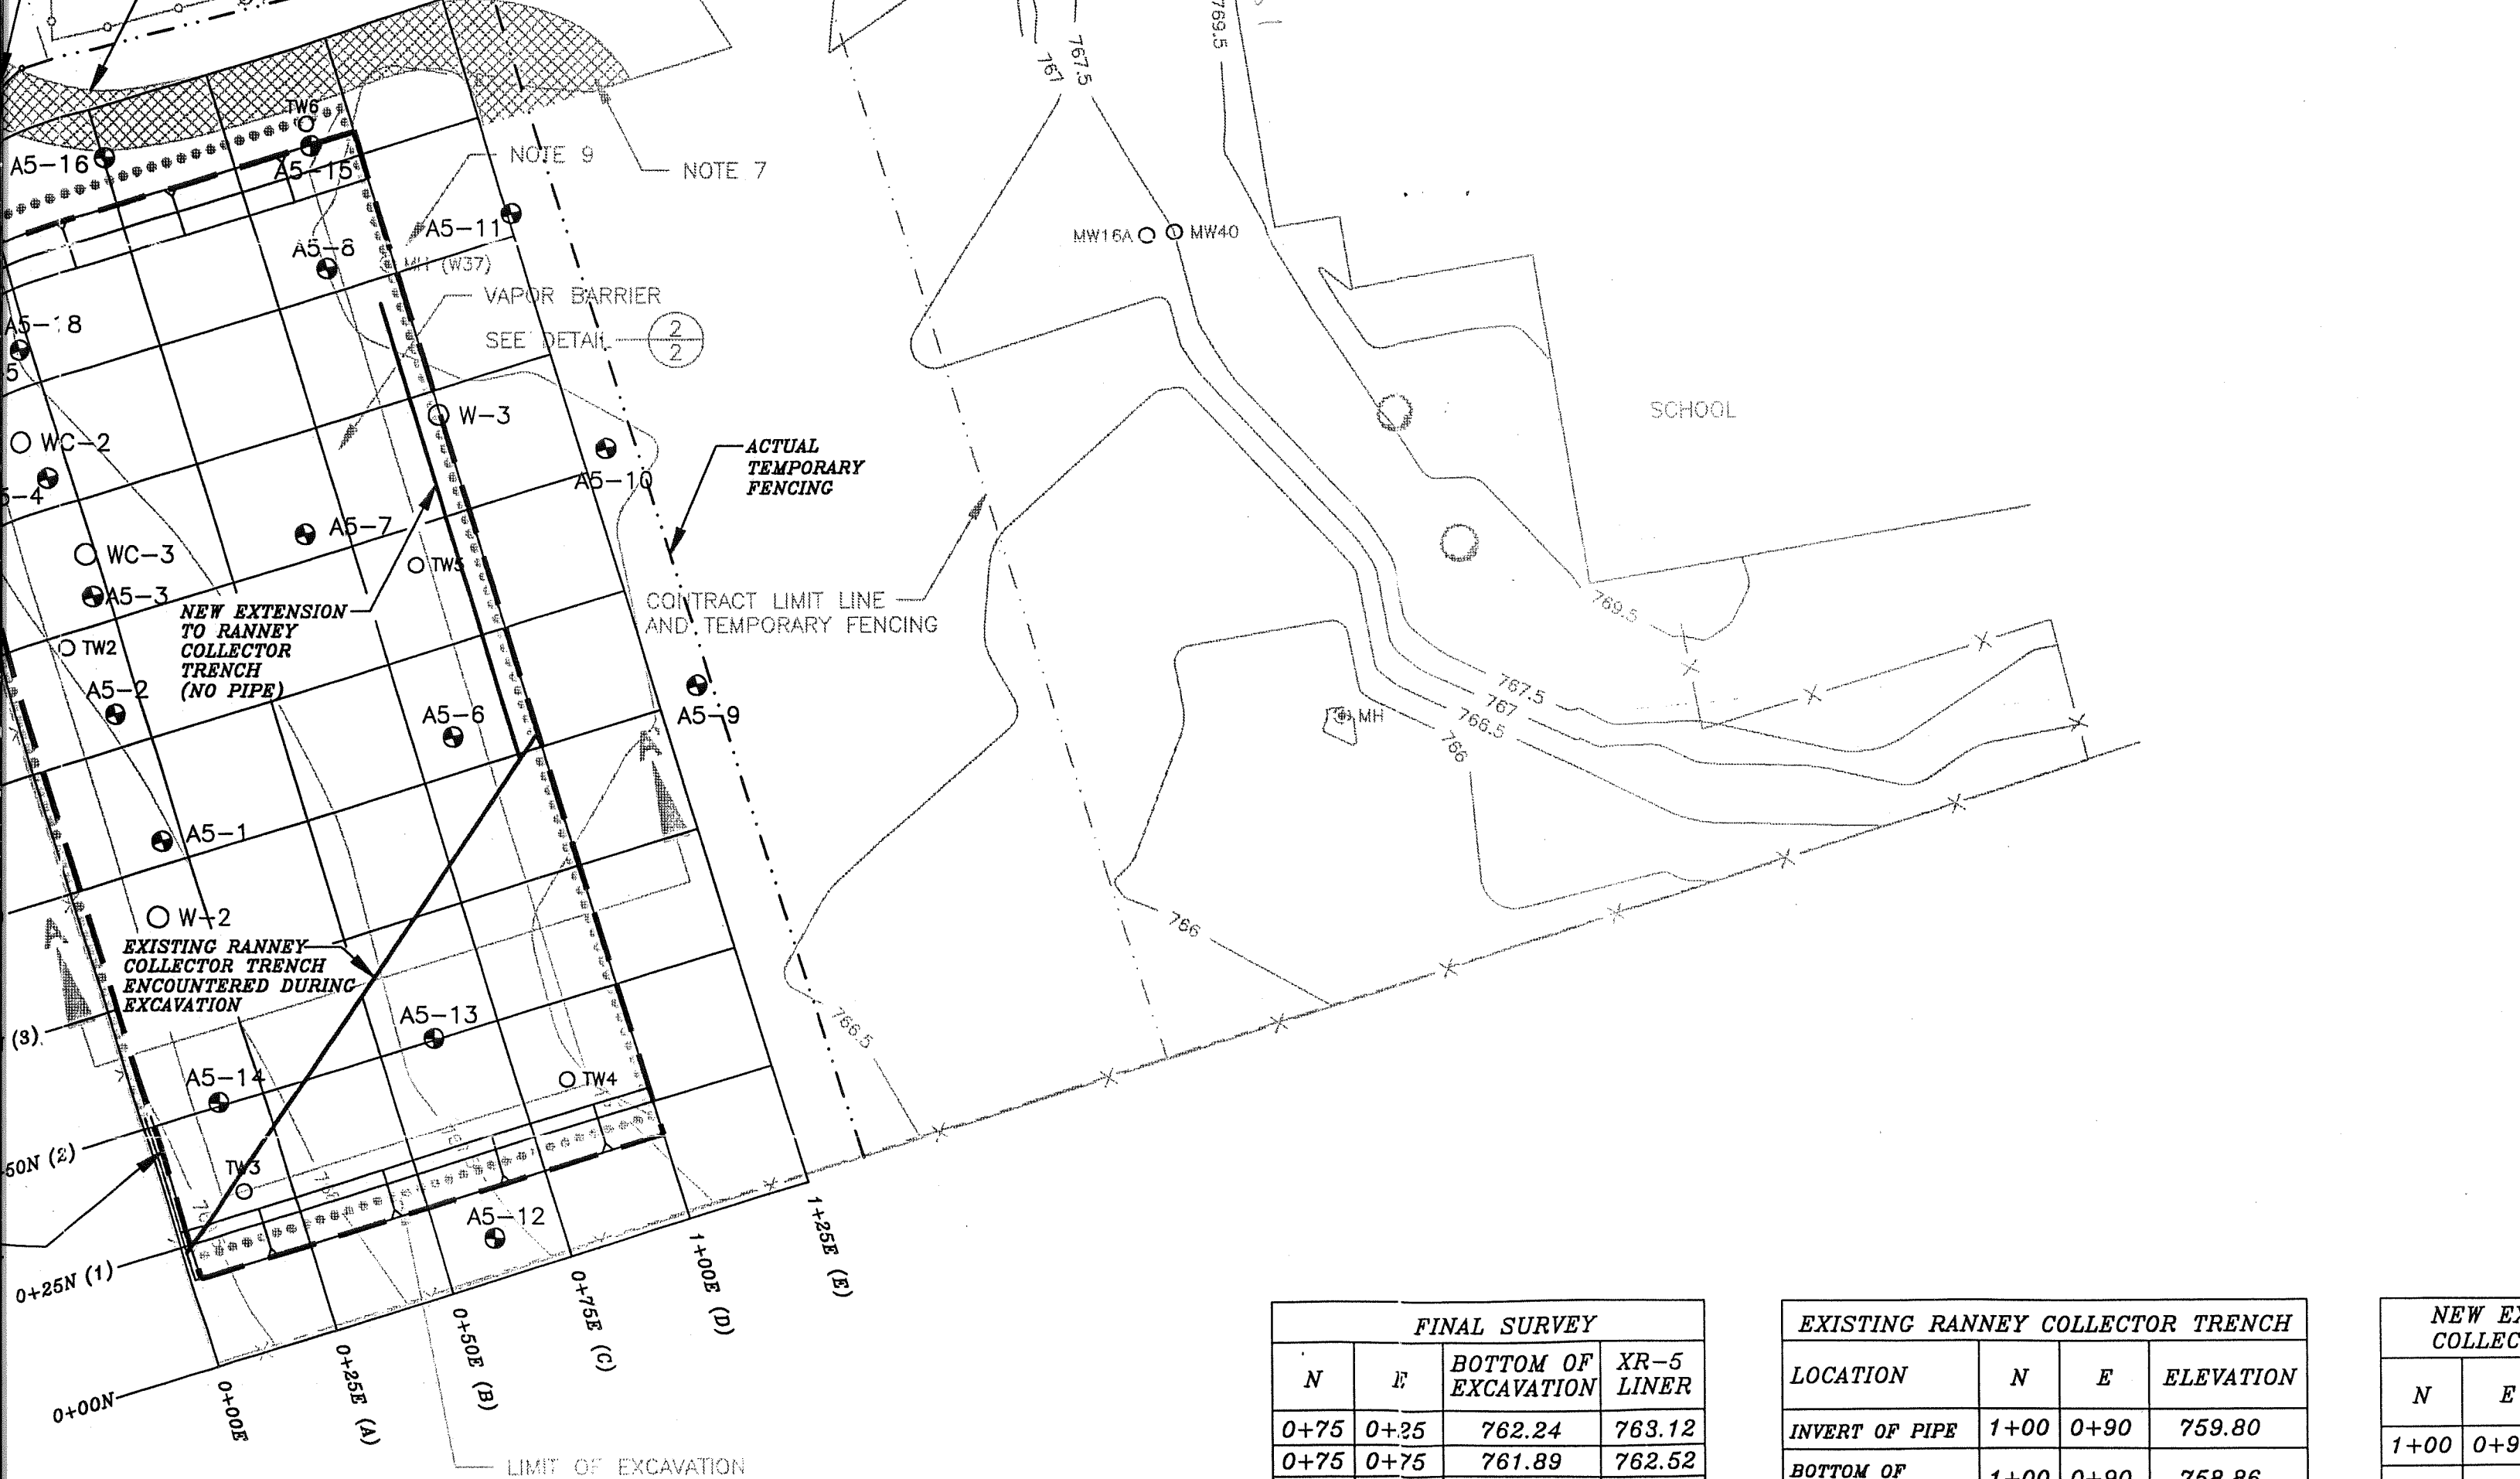 769.5
767
767.5
TW6
A5-16
A5-15
NOTE 9
NOTE 7
A5-11
A5-8
MH (W37)
MW16A
MW40
VAPOR BARRIER
SEE DETAIL
2
2
W-3
SCHOOL
WC-2
ACTUAL
TEMPORARY
FENCING
A5-10
A5-7
WC-3
TW5
A5-3
NEW EXTENSION
TO RANNEY
COLLECTOR
TRENCH
(NO PIPE)
CONTRACT LIMIT LINE
AND TEMPORARY FENCING
769.5
TW2
A5-2
A5-6
A5-9
767.5
767
766.5
766
MH
A
A5-1
W-2
A
766
EXISTING RANNEY
COLLECTOR TRENCH
ENCOUNTERED DURING
EXCAVATION
A5-13
766.5
(3)
A5-14
TW4
50N (2)
TW3
A5-12
0+25N (1)
0+00N
0+00E
0+25E (A)
0+50E (B)
0+75E (C)
1+00E (D)
1+25E (E)
LIMIT OF EXCAVATION
FINAL SURVEY
N E BOTTOM OF EXCAVATION XR-5 LINER
0+75 0+25 762.24 763.12
0+75 0+75 761.89 762.52
EXISTING RANNEY COLLECTOR TRENCH
LOCATION N E ELEVATION
INVERT OF PIPE 1+00 0+90 759.80
BOTTOM OF 1+00 0+90 758.86
NEW
N E
1+00